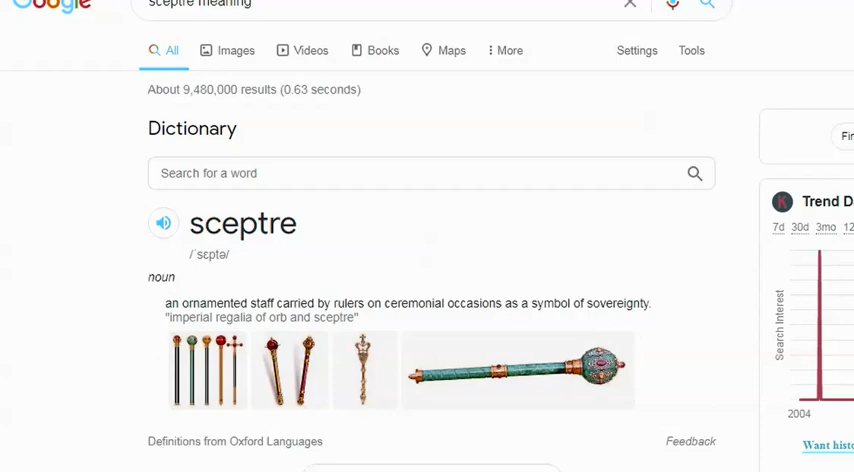 Google
sceptre meaning
All Images Videos Books Maps More Settings Tools
About 9,480,000 results (0.63 seconds)
Dictionary
Search for a word
sceptre
/ˈsɛptə/
noun
an ornamented staff carried by rulers on ceremonial occasions as a symbol of sovereignty.
"imperial regalia of orb and sceptre"
Definitions from Oxford Languages
Feedback
K Trend D
7d 30d 3mo 12
Search Interest
2004